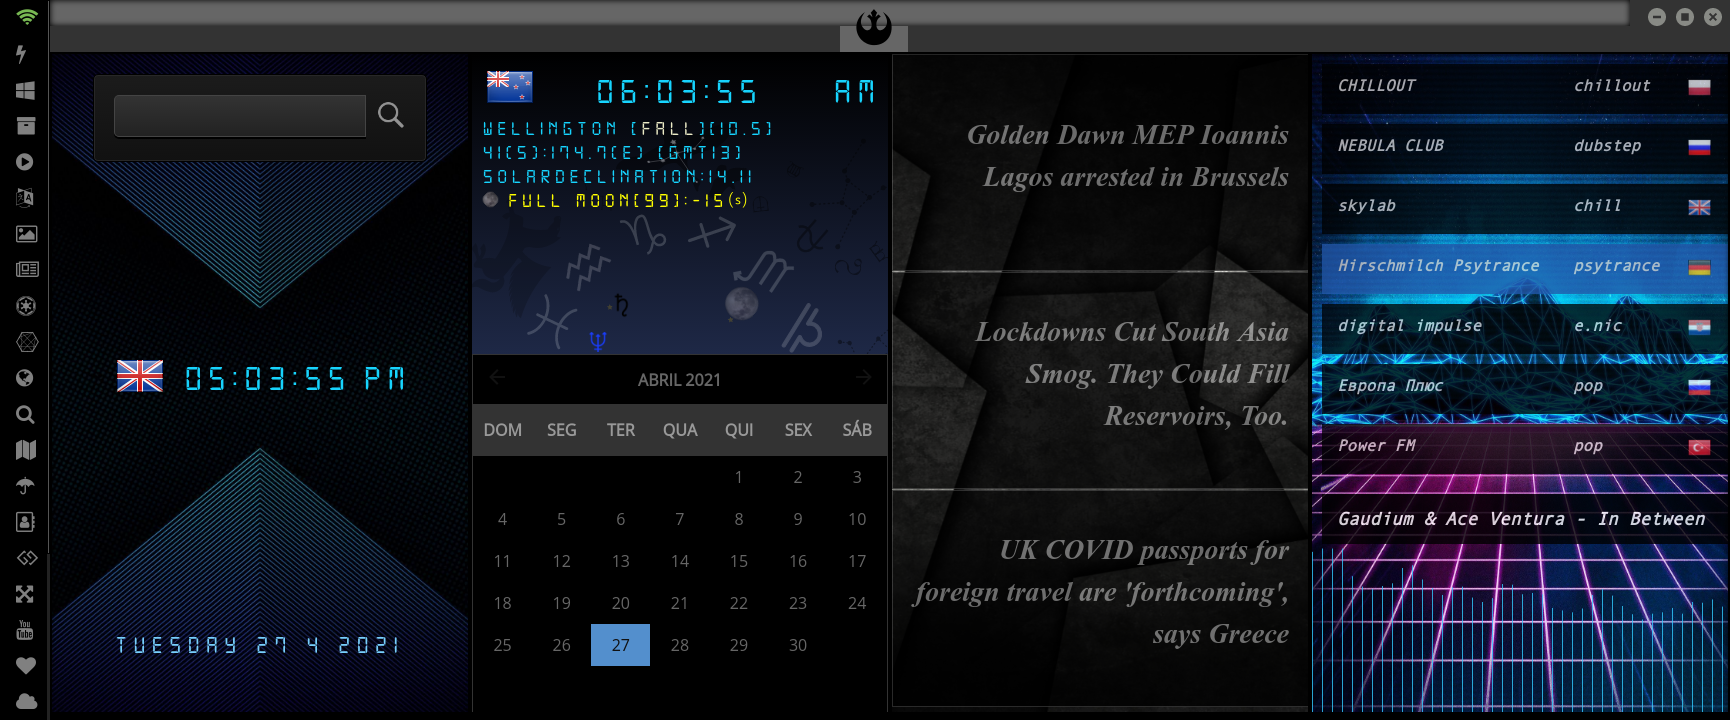 05:03:55 PM
TUESDAY 27 4 2021
06:03:55 AM
WELLINGTON [FALL][10.5]
41(S):174.7(E) [GMT13]
SOLARDECLINATION:14.11
FULL MOON[99]:-15(s)
ABRIL 2021
DOM SEG TER QUA QUI SEX SÁB
1 2 3
4 5 6 7 8 9 10
11 12 13 14 15 16 17
18 19 20 21 22 23 24
25 26 27 28 29 30
Golden Dawn MEP Ioannis
Lagos arrested in Brussels
Lockdowns Cut South Asia
Smog. They Could Fill
Reservoirs, Too.
UK COVID passports for
foreign travel are 'forthcoming',
says Greece
CHILLOUT chillout
NEBULA CLUB dubstep
skylab chill
Hirschmilch Psytrance psytrance
digital impulse e.nic
Европа Плюс pop
Power FM pop
Gaudium & Ace Ventura - In Between
You
Tube